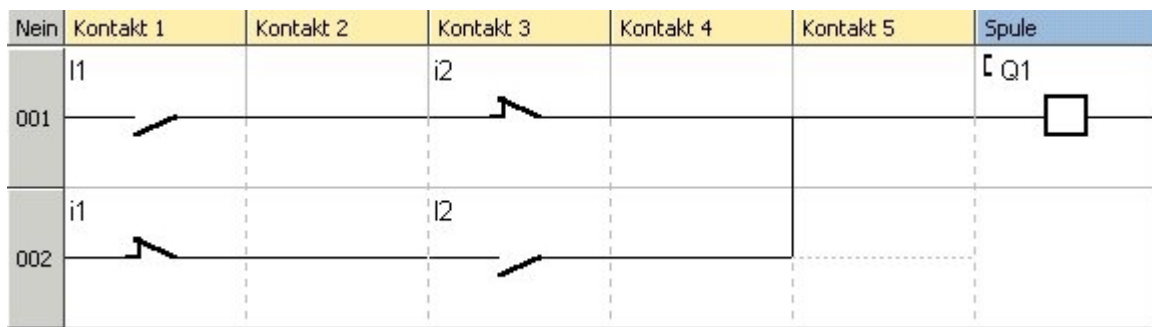 Nein Kontakt 1 Kontakt 2 Kontakt 3 Kontakt 4 Kontakt 5 Spule
I1 i2 [ Q1
001
i1 I2
002